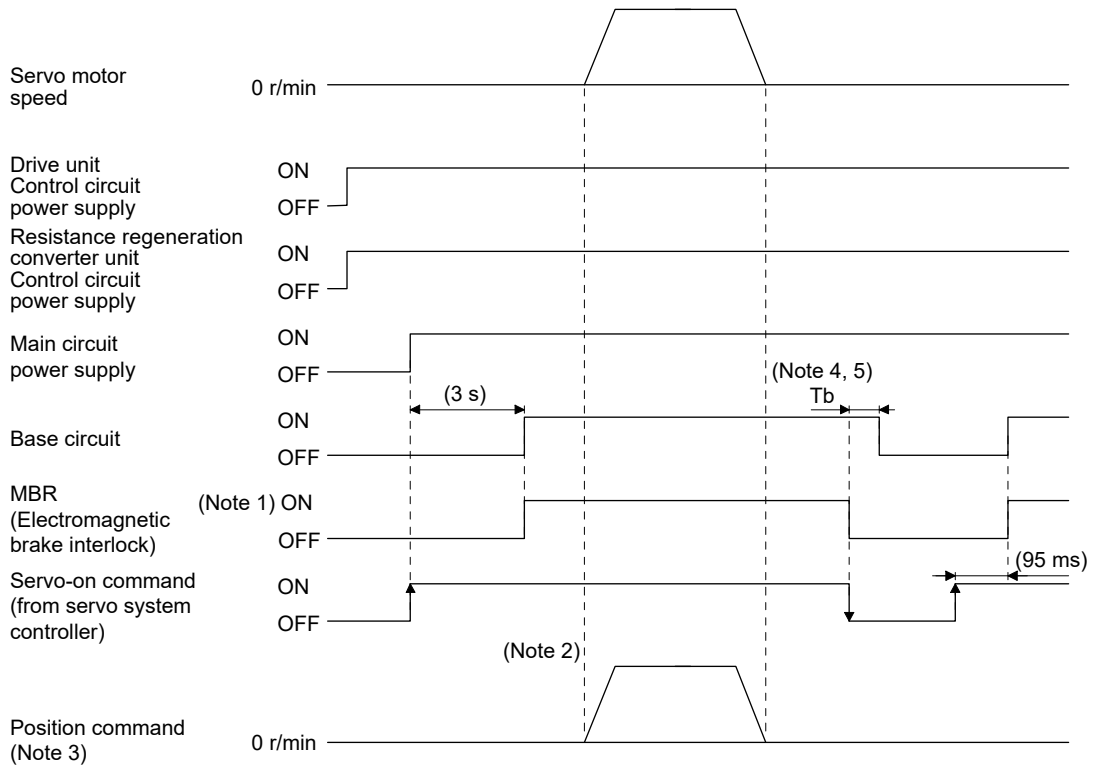 Servo motor
speed
0 r/min
Drive unit
Control circuit
power supply
ON
OFF
Resistance regeneration
converter unit
Control circuit
power supply
ON
OFF
Main circuit
power supply
ON
OFF
(3 s)
(Note 4, 5)
Tb
Base circuit
ON
OFF
MBR
(Electromagnetic
brake interlock)
(Note 1) ON
OFF
(95 ms)
Servo-on command
(from servo system
controller)
ON
OFF
(Note 2)
Position command
(Note 3)
0 r/min